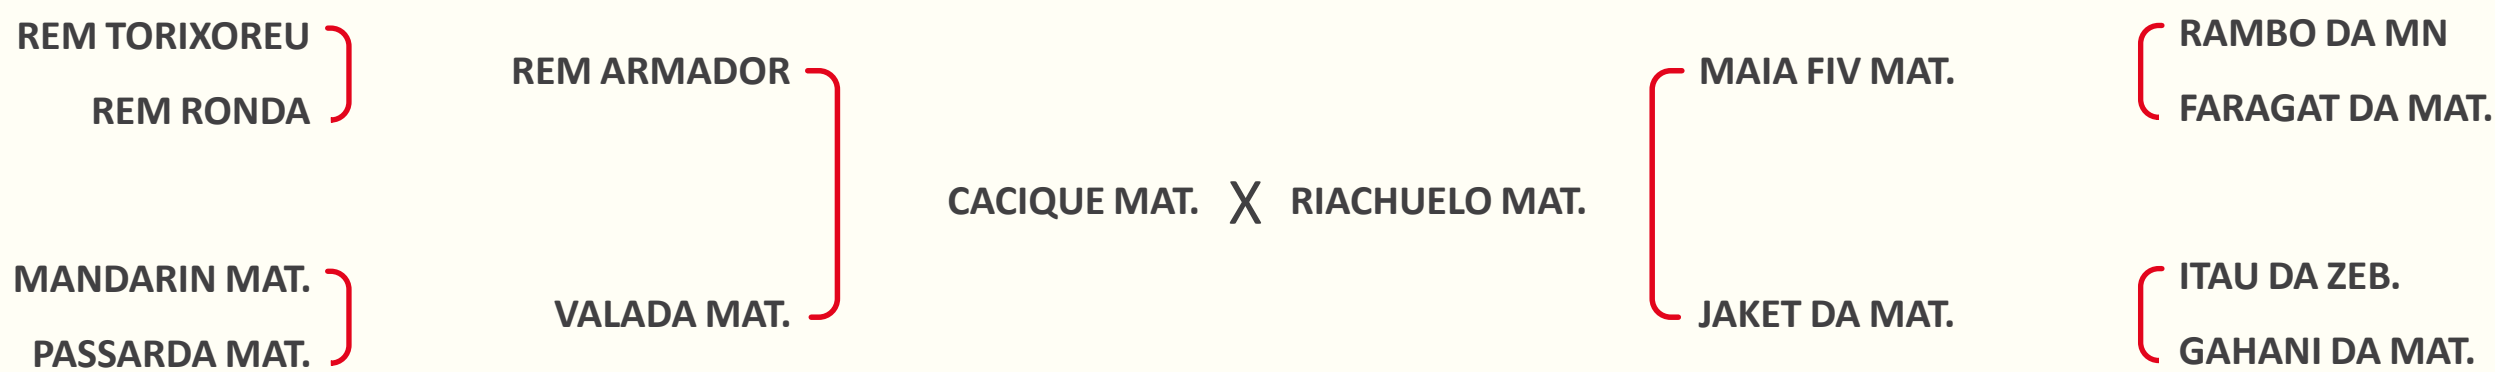 REM TORIXOREU
REM RONDA
REM ARMADOR
MANDARIN MAT.
PASSARDA MAT.
VALADA MAT.
CACIQUE MAT. X RIACHUELO MAT.
MAIA FIV MAT.
RAMBO DA MN
FARAGAT DA MAT.
JAKET DA MAT.
ITAU DA ZEB.
GAHANI DA MAT.